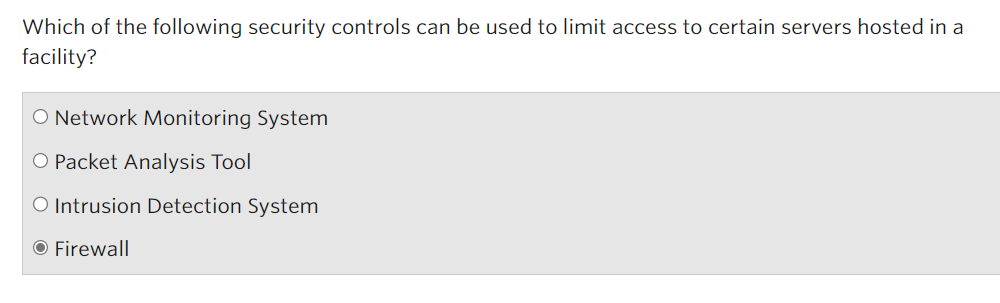 Which of the following security controls can be used to limit access to certain servers hosted in a
facility?
Network Monitoring System
Packet Analysis Tool
Intrusion Detection System
Firewall